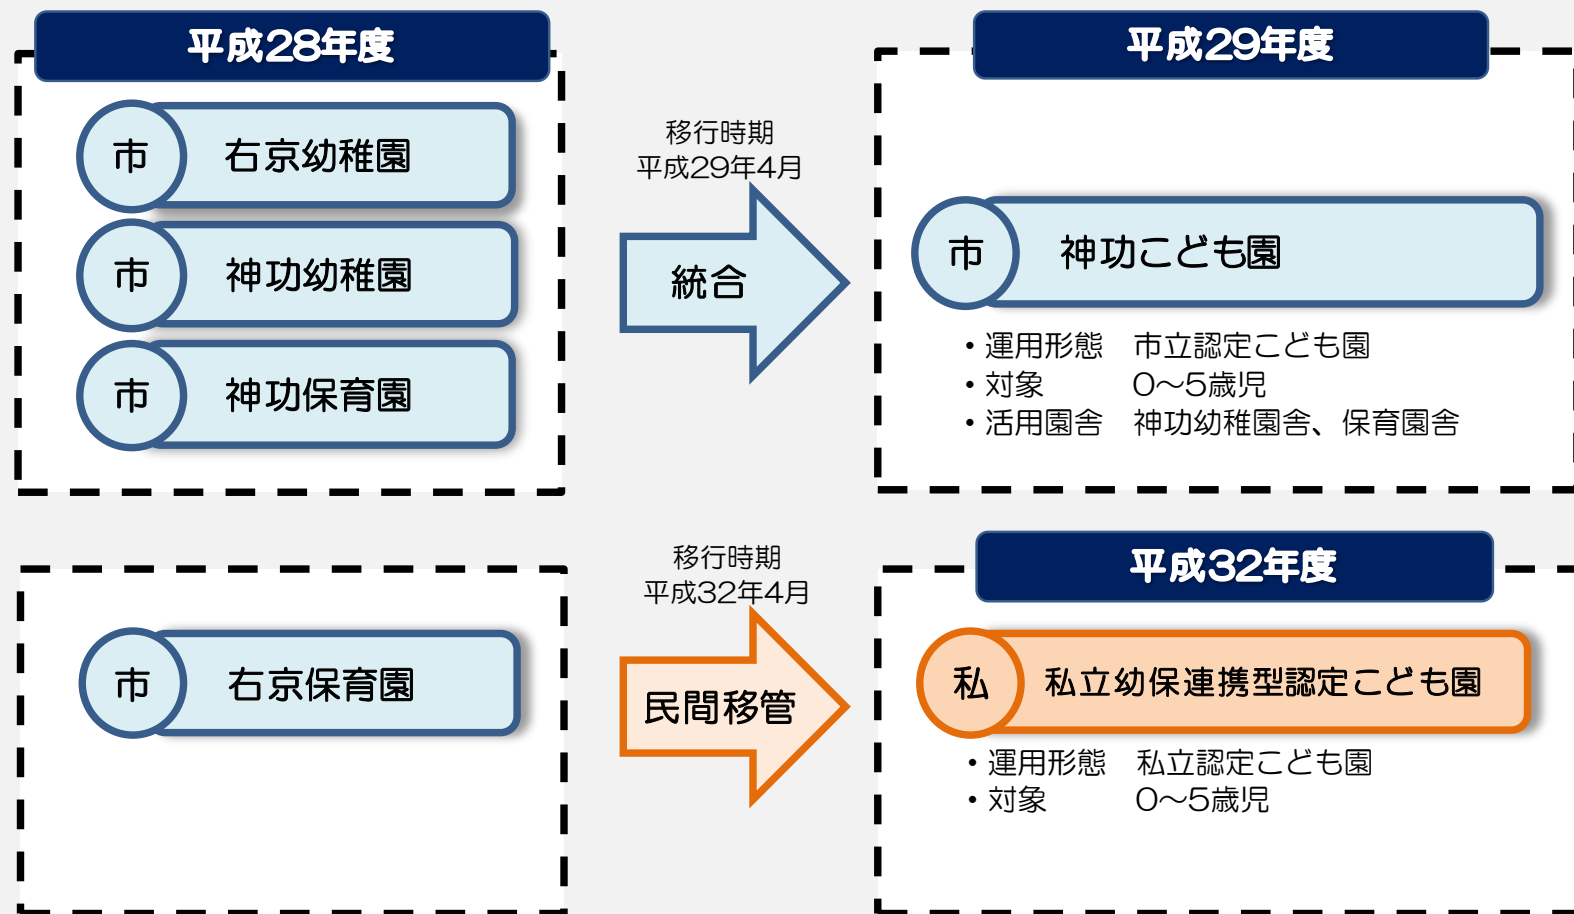 平成28年度
市 右京幼稚園
市 神功幼稚園
市 神功保育園
移行時期
平成29年4月
統合
平成29年度
市 神功こども園
・運用形態 市立認定こども園
・対象 0～5歳児
・活用園舎 神功幼稚園舎、保育園舎
市 右京保育園
移行時期
平成32年4月
民間移管
平成32年度
私 私立幼保連携型認定こども園
・運用形態 私立認定こども園
・対象 0～5歳児